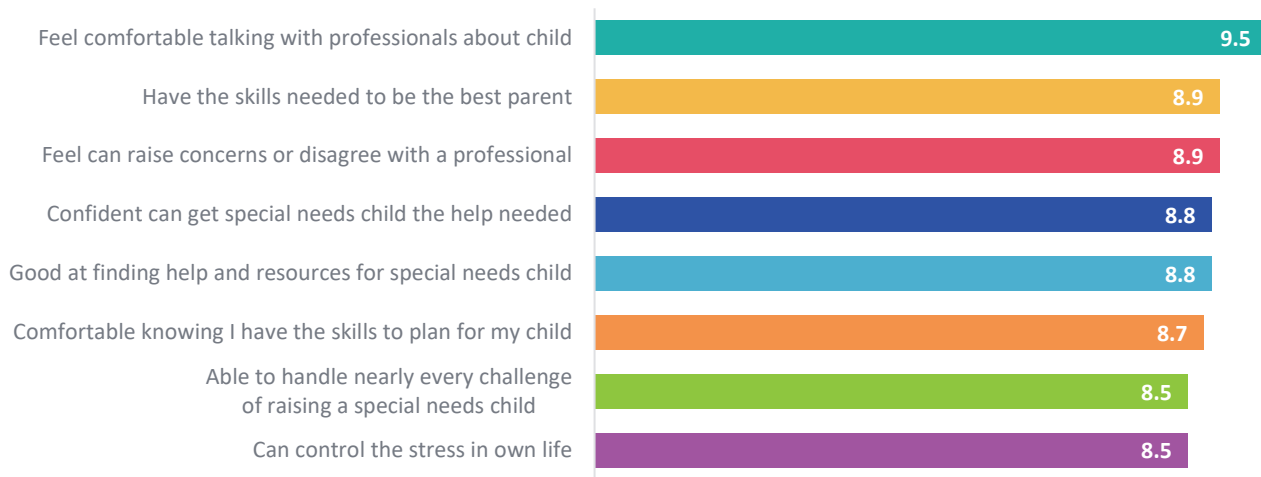 Feel comfortable talking with professionals about child 9.5
Have the skills needed to be the best parent 8.9
Feel can raise concerns or disagree with a professional 8.9
Confident can get special needs child the help needed 8.8
Good at finding help and resources for special needs child 8.8
Comfortable knowing I have the skills to plan for my child 8.7
Able to handle nearly every challenge
of raising a special needs child 8.5
Can control the stress in own life 8.5